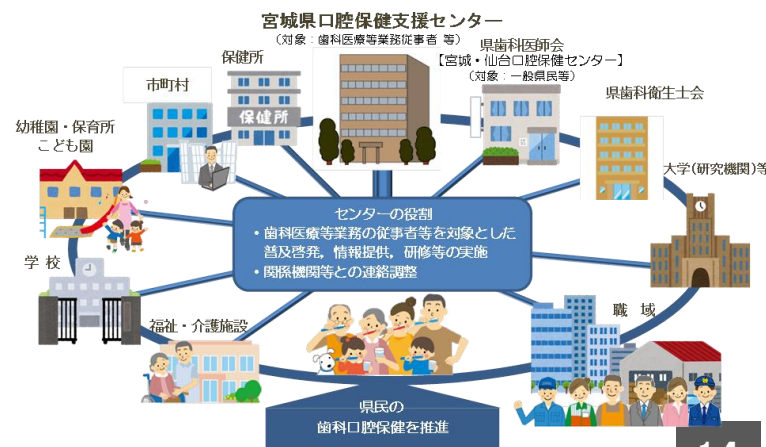 宮城県口腔保健支援センター
（対象：歯科医療等業務従事者 等）
保健所
県歯科医師会
【宮城・仙台口腔保健センター】
（対象：一般県民等）
市町村
県歯科衛生士会
保健所
幼稚園・保育所
こども園
大学（研究機関）等
センターの役割
・歯科医療等業務の従事者等を対象とした
普及啓発，情報提供，研修等の実施
・関係機関等との連絡調整
学 校
職 域
福祉・介護施設
県民の
歯科口腔保健を推進